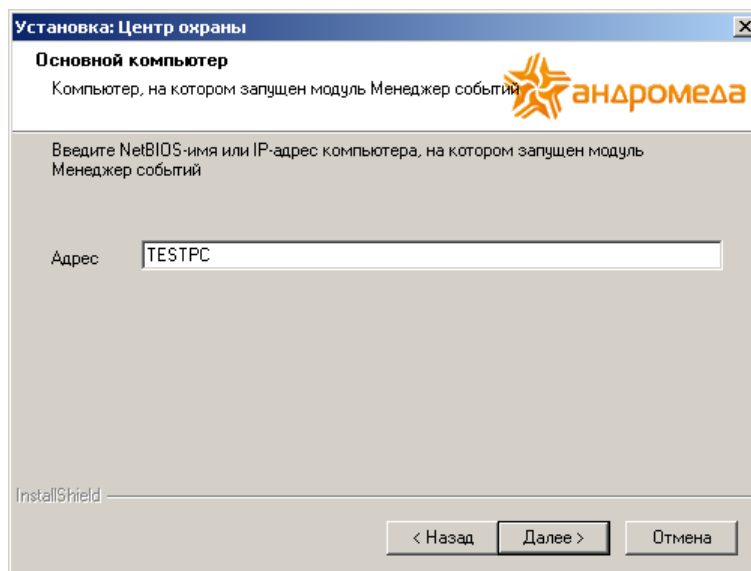 Установка: Центр охраны
Основной компьютер
Компьютер, на котором запущен модуль Менеджер событий
андромеда
Введите NetBIOS-имя или IP-адрес компьютера, на котором запущен модуль
Менеджер событий
Адрес
TESTPC
InstallShield
< Назад
Далее >
Отмена